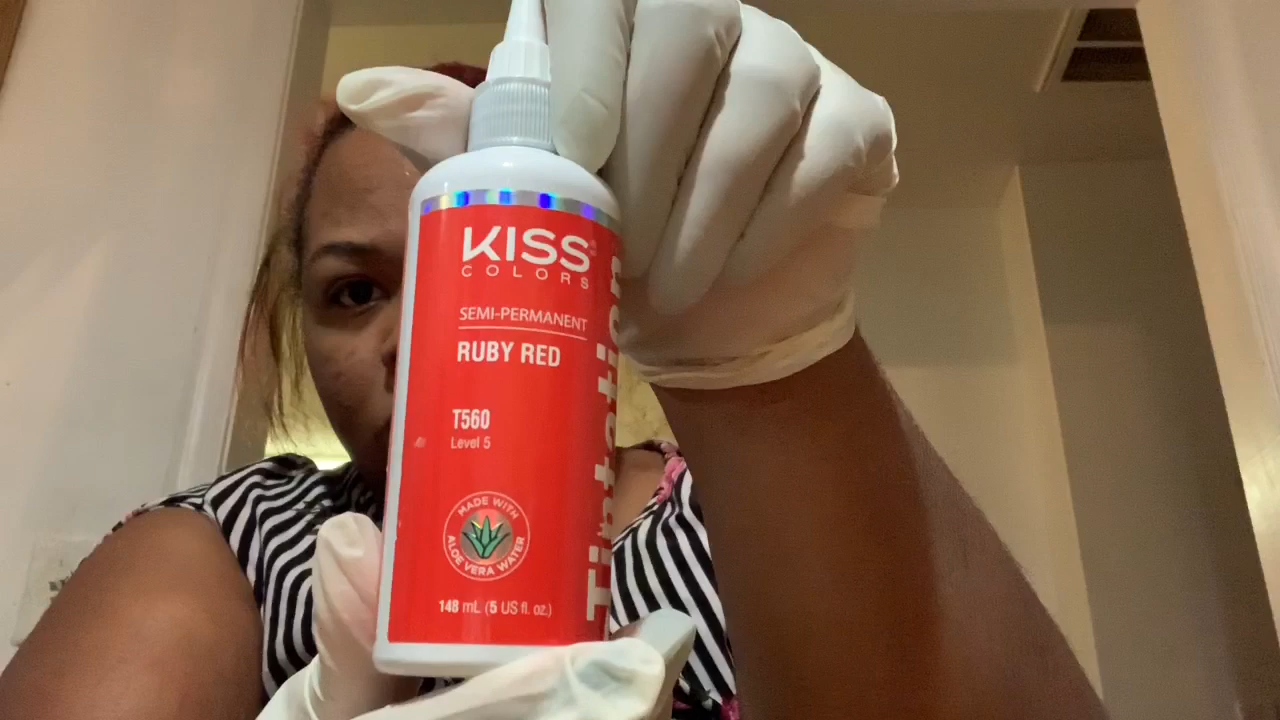 KISS
COLORS
SEMI-PERMANENT
RUBY RED
T560
Level 5
MADE WITH
ALOE VERA WATER
148 mL (5 US fl. oz.)
Tintation